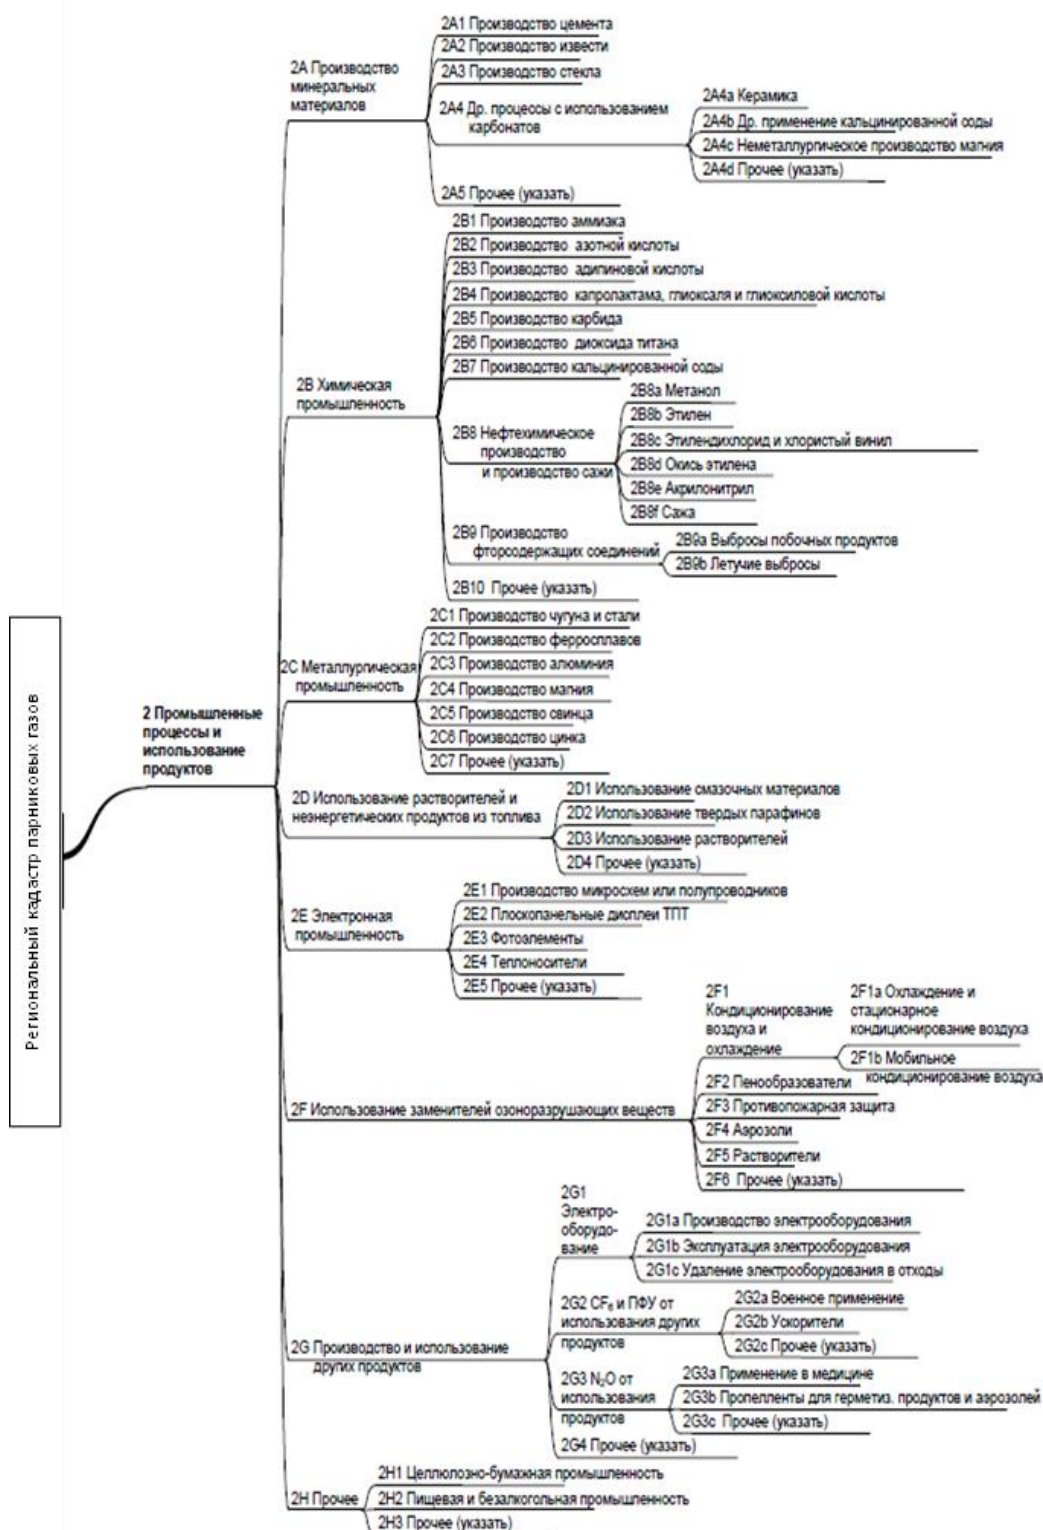 Региональный кадастр парниковых газов
2 Промышленные
процессы и
использование
продуктов
2A Производство
минеральных
материалов
2A1 Производство цемента
2A2 Производство извести
2A3 Производство стекла
2A4 Др. процессы с использованием
карбонатов
2A4a Керамика
2A4b Др. применение кальцинированной соды
2A4c Неметаллургическое производство магния
2A4d Прочее (указать)
2A5 Прочее (указать)
2B Химическая
промышленность
2B1 Производство аммиака
2B2 Производство азотной кислоты
2B3 Производство адипиновой кислоты
2B4 Производство капролактама, глиоксаля и глиоксиловой кислоты
2B5 Производство карбида
2B6 Производство диоксида титана
2B7 Производство кальцинированной соды
2B8 Нефтехимическое
производство
и производство сажи
2B8a Метанол
2B8b Этилен
2B8c Этилендихлорид и хлористый винил
2B8d Окись этилена
2B8e Акрилонитрил
2B8f Сажа
2B9 Производство
фторсодержащих соединений
2B9a Выбросы побочных продуктов
2B9b Летучие выбросы
2B10 Прочее (указать)
2C Металлургическая
промышленность
2C1 Производство чугуна и стали
2C2 Производство ферросплавов
2C3 Производство алюминия
2C4 Производство магния
2C5 Производство свинца
2C6 Производство цинка
2C7 Прочее (указать)
2D Использование растворителей и
неэнергетических продуктов из топлива
2D1 Использование смазочных материалов
2D2 Использование твердых парафинов
2D3 Использование растворителей
2D4 Прочее (указать)
2E Электронная
промышленность
2E1 Производство микросхем или полупроводников
2E2 Плоскопанельные дисплеи ТПТ
2E3 Фотоэлементы
2E4 Теплоносители
2E5 Прочее (указать)
2F Использование заменителей озоноразрушающих веществ
2F1
Кондиционирование
воздуха и
охлаждение
2F1a Охлаждение и
стационарное
кондиционирование воздуха
2F1b Мобильное
кондиционирование воздуха
2F2 Пенообразователи
2F3 Противопожарная защита
2F4 Аэрозоли
2F5 Растворители
2F6 Прочее (указать)
2G Производство и использование
других продуктов
2G1
Электро-
оборудо-
вание
2G1a Производство электрооборудования
2G1b Эксплуатация электрооборудования
2G1c Удаление электрооборудования в отходы
2G2 CF₆ и ПФУ от
использования других
продуктов
2G2a Военное применение
2G2b Ускорители
2G2c Прочее (указать)
2G3 N₂O от
использования
продуктов
2G3a Применение в медицине
2G3b Пропелленты для герметиз. продуктов и аэрозолей
2G3c Прочее (указать)
2G4 Прочее (указать)
2H Прочее
2H1 Целлюлозно-бумажная промышленность
2H2 Пищевая и безалкогольная промышленность
2H3 Прочее (указать)